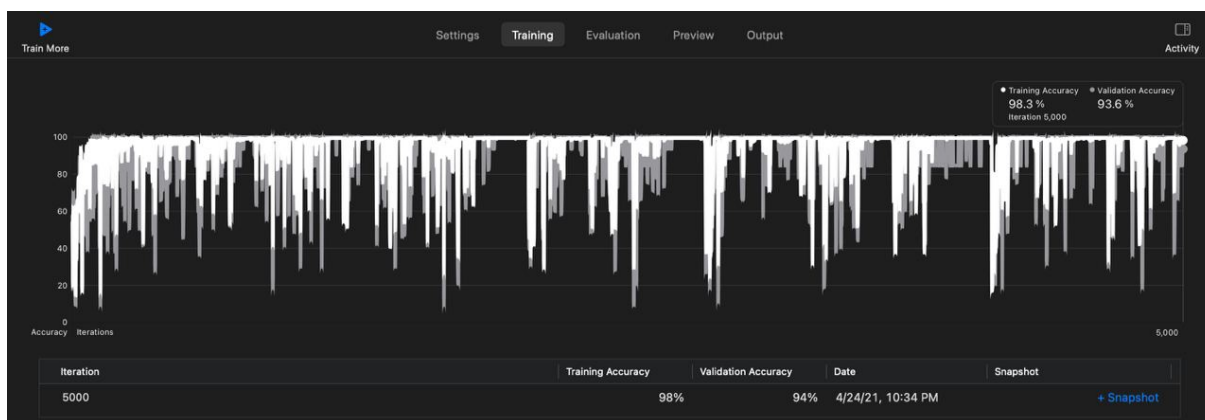 Train More
Settings Training Evaluation Preview Output
Activity
Training Accuracy Validation Accuracy
98.3 % 93.6 %
Iteration 5,000
100
80
60
40
20
0
Accuracy Iterations 5,000
Iteration Training Accuracy Validation Accuracy Date Snapshot
5000 98% 94% 4/24/21, 10:34 PM + Snapshot